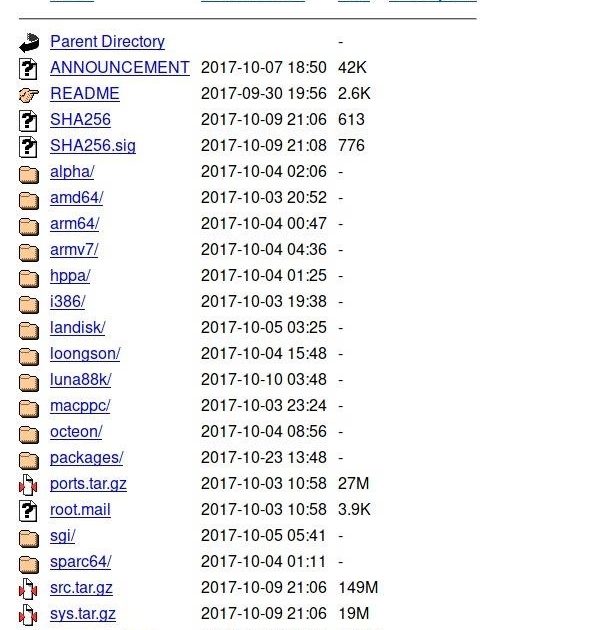 Parent Directory -
ANNOUNCEMENT 2017-10-07 18:50 42K
README 2017-09-30 19:56 2.6K
SHA256 2017-10-09 21:06 613
SHA256.sig 2017-10-09 21:08 776
alpha/ 2017-10-04 02:06 -
amd64/ 2017-10-03 20:52 -
arm64/ 2017-10-04 00:47 -
armv7/ 2017-10-04 04:36 -
hppa/ 2017-10-04 01:25 -
i386/ 2017-10-03 19:38 -
landisk/ 2017-10-05 03:25 -
loongson/ 2017-10-04 15:48 -
luna88k/ 2017-10-10 03:48 -
macppc/ 2017-10-03 23:24 -
octeon/ 2017-10-04 08:56 -
packages/ 2017-10-23 13:48 -
ports.tar.gz 2017-10-03 10:58 27M
root.mail 2017-10-03 10:58 3.9K
sgi/ 2017-10-05 05:41 -
sparc64/ 2017-10-04 01:11 -
src.tar.gz 2017-10-09 21:06 149M
sys.tar.gz 2017-10-09 21:06 19M